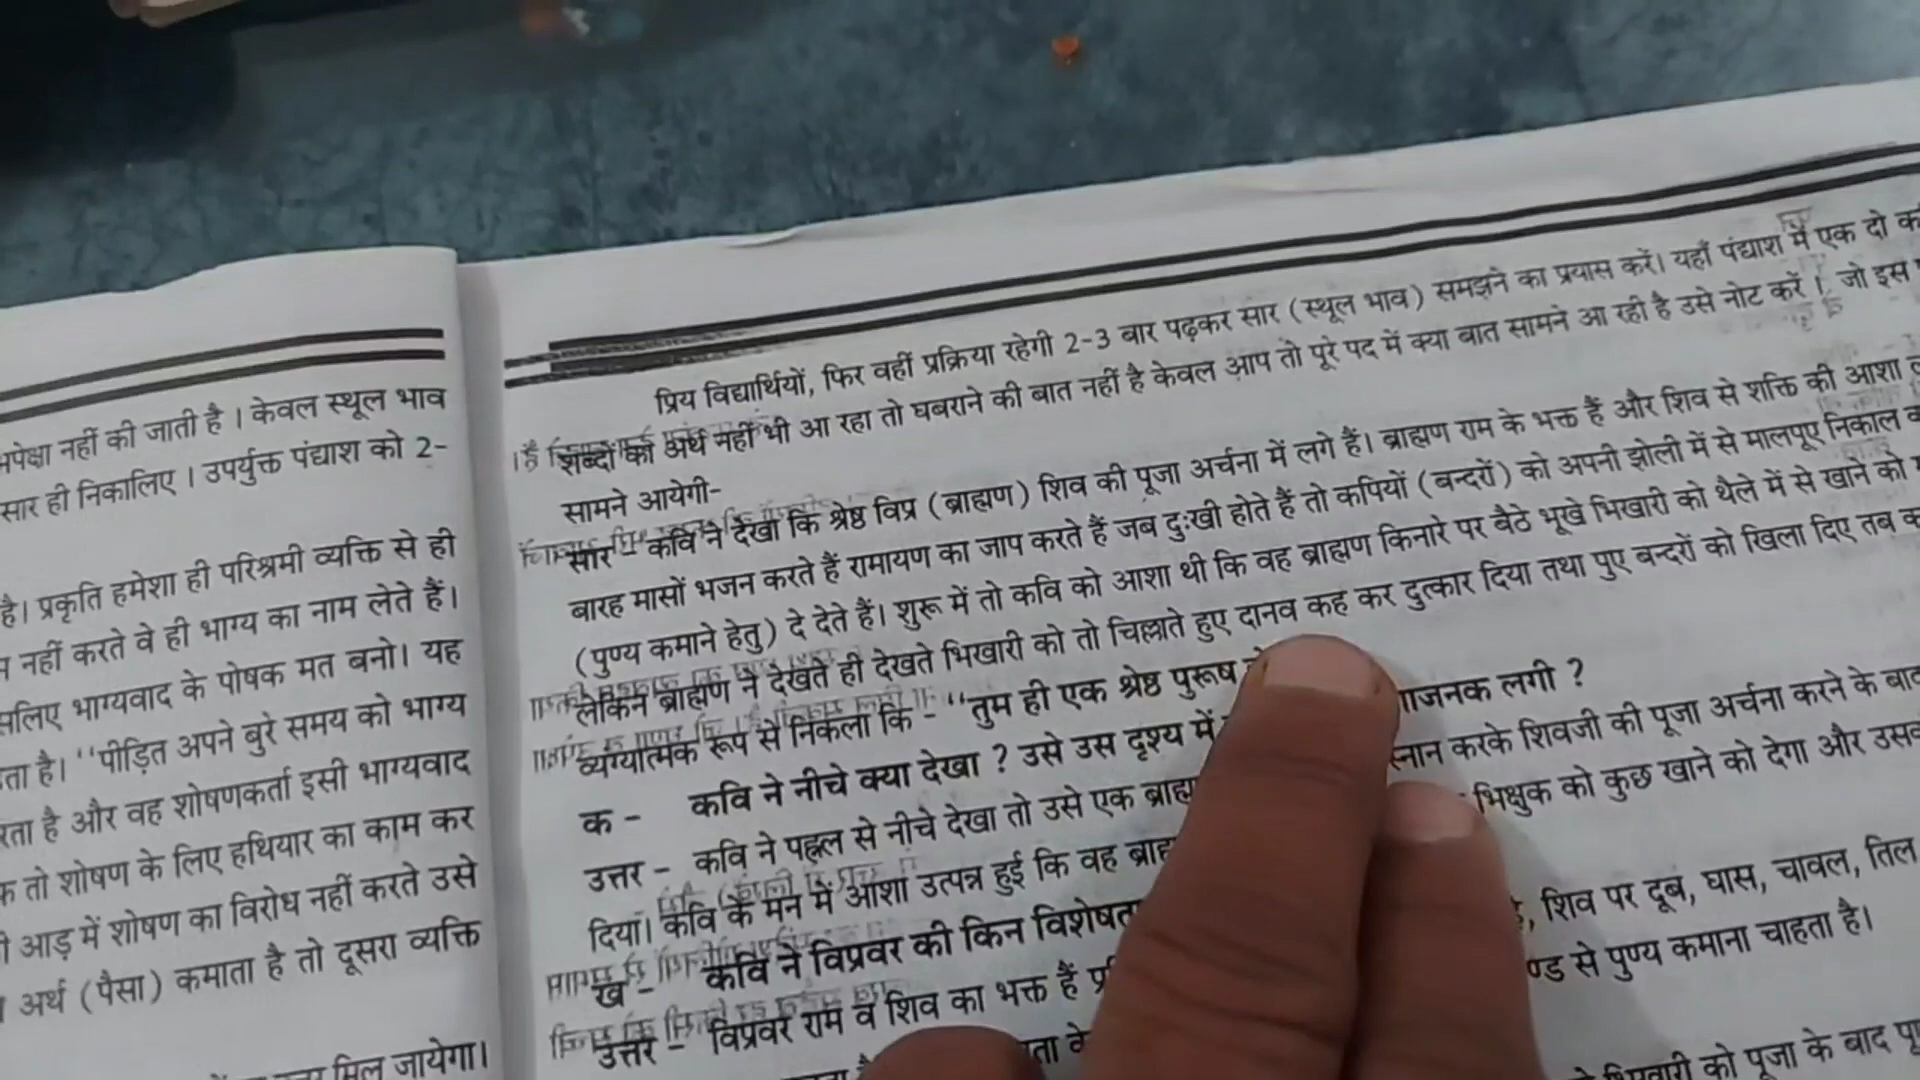 अपेक्षा नहीं की जाती है । केवल स्थूल भाव
सार ही निकालिए । उपर्युक्त पंद्याश को 2-
है। प्रकृति हमेशा ही परिश्रमी व्यक्ति से ही
नहीं करते वे ही भाग्य का नाम लेते हैं।
भाग्यवाद के पोषक मत बनो। यह
है। "पीड़ित अपने बुरे समय को भाग्य
है और वह शोषणकर्ता इसी भाग्यवाद
तो शोषण के लिए हथियार का काम कर
आड़ में शोषण का विरोध नहीं करते उसे
अर्थ (पैसा) कमाता है तो दूसरा व्यक्ति
मिल जायेगा।
प्रिय विद्यार्थियों, फिर वहीं प्रक्रिया रहेगी 2-3 बार पढ़कर सार (स्थूल भाव) समझने का प्रयास करें। यहाँ पंद्याश में एक दो
शब्दों का अर्थ नहीं भी आ रहा तो घबराने की बात नहीं है केवल आप तो पूरे पद में क्या बात सामने आ रही है उसे नोट करें । जो इस
सामने आयेगी-
सार - कवि ने देखा कि श्रेष्ठ विप्र (ब्राह्मण) शिव की पूजा अर्चना में लगे हैं। ब्राह्मण राम के भक्त हैं और शिव से शक्ति की आशा
बारह मासों भजन करते हैं रामायण का जाप करते हैं जब दुःखी होते हैं तो कपियों (बन्दरों) को अपनी झोली में से मालपूए निकाल
(पुण्य कमाने हेतु) दे देते हैं। शुरू में तो कवि को आशा थी कि वह ब्राह्मण किनारे पर बैठे भूखे भिखारी को थैले में से खाने को
लेकिन ब्राह्मण ने देखते ही देखते भिखारी को तो चिल्लाते हुए दानव कह कर दुत्कार दिया तथा पुए बन्दरों को खिला दिए तब
व्यंग्यात्मक रूप से निकला कि - "तुम ही एक श्रेष्ठ पुरूष
क - कवि ने नीचे क्या देखा ? उसे उस दृश्य में लगी ?
उत्तर - कवि ने पह्लल से नीचे देखा तो उसे एक स्नान करके शिवजी की पूजा अर्चना करने के बाद
दिया। कवि के मन में आशा उत्पन्न हुई कि वह भिक्षुक को कुछ खाने को देगा और
ख - कवि ने विप्रवर की किन
उत्तर - विप्रवर राम व शिव का भक्त हैं शिव पर दूब, घास, चावल, तिल
से पुण्य कमाना चाहता है।
को पूजा के बाद